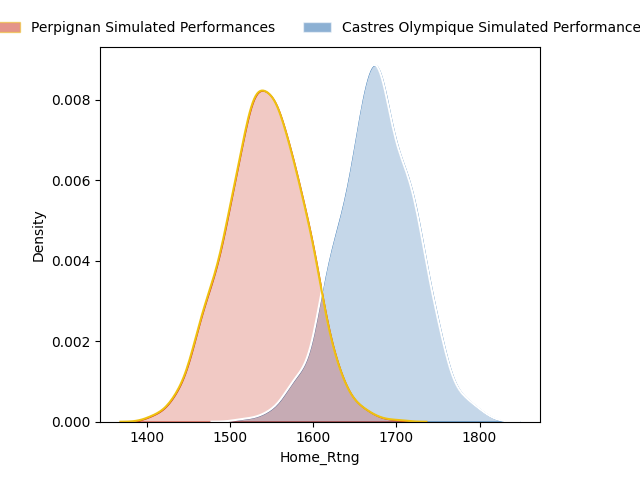 Perpignan Simulated Performances
Castres Olympique Simulated Performance
0.008
0.006
0.004
0.002
0.000
Density
1400 1500 1600 1700 1800
Home_Rtng